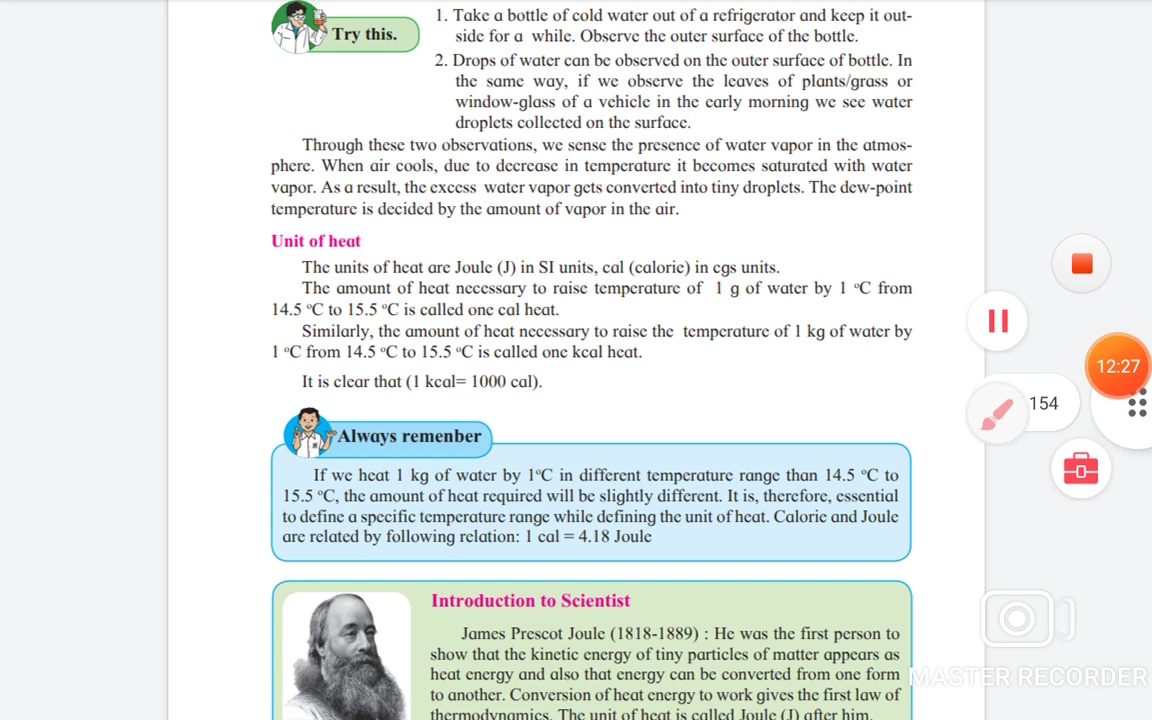 Try this.
1. Take a bottle of cold water out of a refrigerator and keep it out-
side for a while. Observe the outer surface of the bottle.
2. Drops of water can be observed on the outer surface of bottle. In
the same way, if we observe the leaves of plants/grass or
window-glass of a vehicle in the early morning we see water
droplets collected on the surface.
Through these two observations, we sense the presence of water vapor in the atmos-
phere. When air cools, due to decrease in temperature it becomes saturated with water
vapor. As a result, the excess water vapor gets converted into tiny droplets. The dew-point
temperature is decided by the amount of vapor in the air.
Unit of heat
The units of heat are Joule (J) in SI units, cal (calorie) in cgs units.
The amount of heat necessary to raise temperature of 1 g of water by 1 °C from
14.5 °C to 15.5 °C is called one cal heat.
Similarly, the amount of heat necessary to raise the temperature of 1 kg of water by
1 °C from 14.5 °C to 15.5 °C is called one kcal heat.
It is clear that (1 kcal= 1000 cal).
Always remenber
If we heat 1 kg of water by 1°C in different temperature range than 14.5 °C to
15.5 °C, the amount of heat required will be slightly different. It is, therefore, essential
to define a specific temperature range while defining the unit of heat. Calorie and Joule
are related by following relation: 1 cal = 4.18 Joule
Introduction to Scientist
James Prescot Joule (1818-1889) : He was the first person to
show that the kinetic energy of tiny particles of matter appears as
heat energy and also that energy can be converted from one form
to another. Conversion of heat energy to work gives the first law of
thermodynamics. The unit of heat is called Joule (J) after him.
12:27
154
MASTER RECORDER